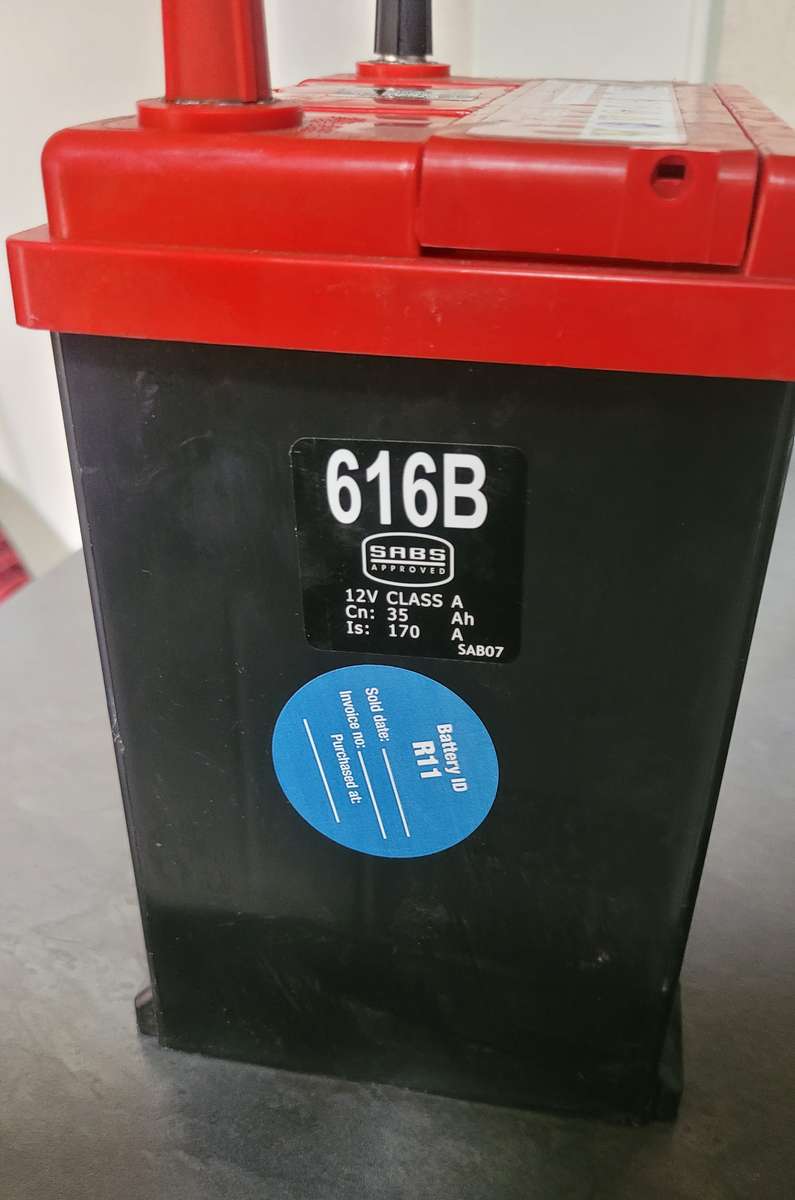 616B
SABS
APPROVED
12V CLASS A
Cn: 35 Ah
Is: 170 A
SAB07
Battery ID
R11
Sold date:
Invoice no:
Purchased at: